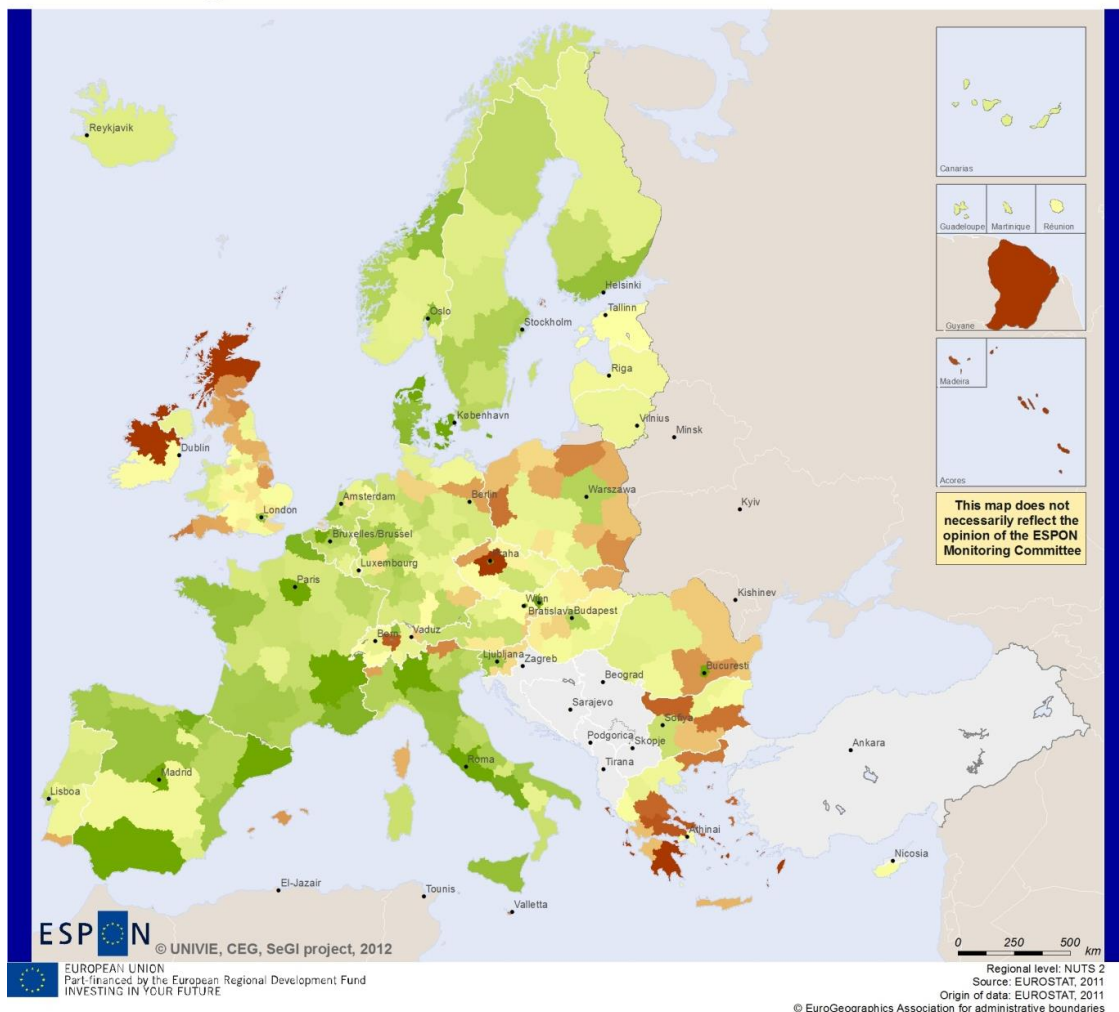 Reykjavik
Canarias
Guadeloupe
Martinique
Réunion
Guyane
Helsinki
Oslo
Tallinn
Stockholm
Riga
Madeira
København
Vilnius
Minsk
Dublin
Acores
Amsterdam
Berlin
Warszawa
London
Kyiv
This map does not
necessarily reflect the
opinion of the ESPON
Monitoring Committee
Bruxelles/Brussel
Praha
Luxembourg
Paris
Wien
Kishinev
Bratislava
Budapest
Bern
Vaduz
Ljubljana
Zagreb
Bucuresti
Beograd
Sarajevo
Sofiya
Podgorica
Skopje
Ankara
Roma
Tirana
Madrid
Lisboa
Athinai
Nicosia
El-Jazair
Tounis
Valletta
ESPON
© UNIVIE, CEG, SeGI project, 2012
0 250 500
km
EUROPEAN UNION
Part-financed by the European Regional Development Fund
INVESTING IN YOUR FUTURE
Regional level: NUTS 2
Source: EUROSTAT, 2011
Origin of data: EUROSTAT, 2011
© EuroGeographics Association for administrative boundaries